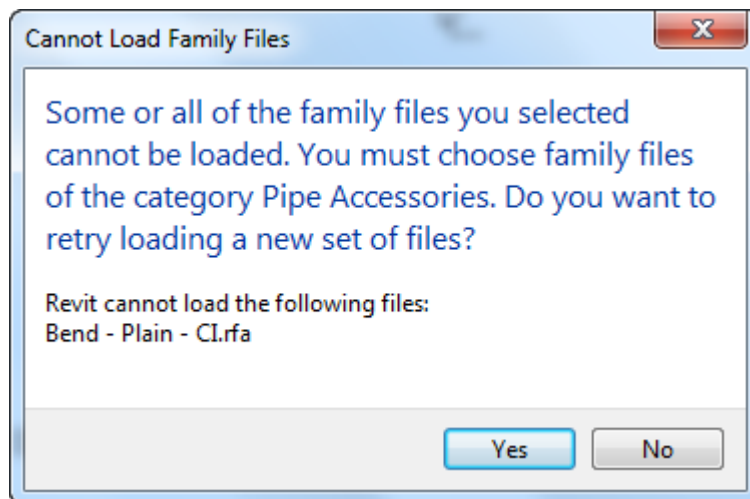 Cannot Load Family Files
Some or all of the family files you selected
cannot be loaded. You must choose family files
of the category Pipe Accessories. Do you want to
retry loading a new set of files?
Revit cannot load the following files:
Bend - Plain - CI.rfa
Yes
No